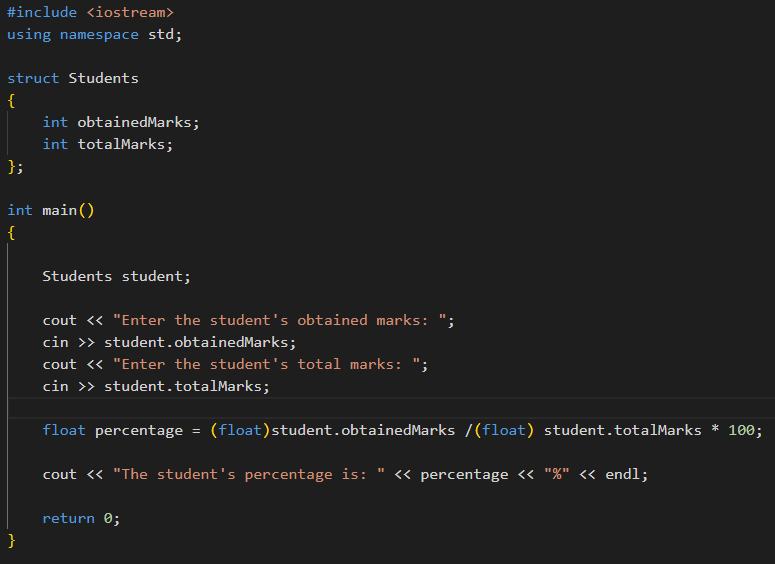 #include <iostream>
using namespace std;

struct Students
{
    int obtainedMarks;
    int totalMarks;
};

int main()
{

    Students student;

    cout << "Enter the student's obtained marks: ";
    cin >> student.obtainedMarks;
    cout << "Enter the student's total marks: ";
    cin >> student.totalMarks;

    float percentage = (float)student.obtainedMarks /(float) student.totalMarks * 100;

    cout << "The student's percentage is: " << percentage << "%" << endl;

    return 0;
}